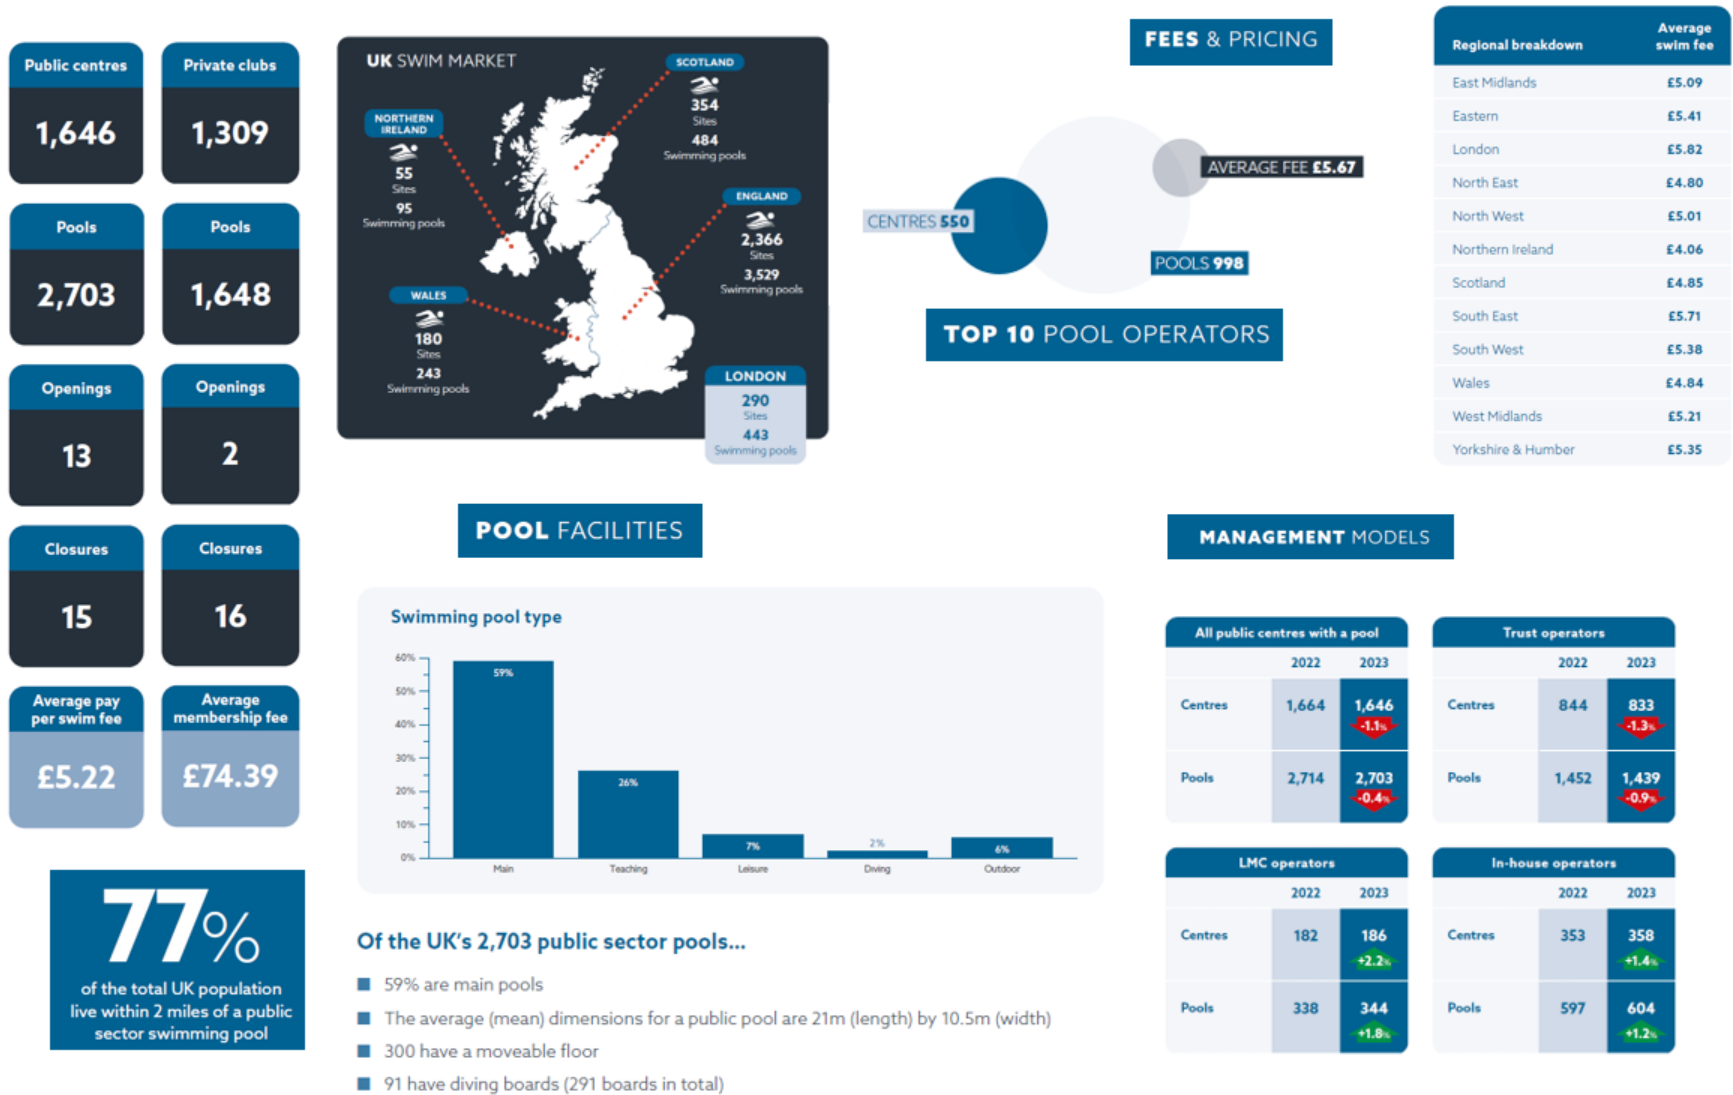 Public centres
1,646
Private clubs
1,309
Pools
2,703
Pools
1,648
Openings
13
Openings
2
Closures
15
Closures
16
Average pay
per swim fee
£5.22
Average
membership fee
£74.39
77%
of the total UK population
live within 2 miles of a public
sector swimming pool
UK SWIM MARKET
SCOTLAND
354
Sites
484
Swimming pools
NORTHERN
IRELAND
55
Sites
95
Swimming pools
ENGLAND
2,366
Sites
3,529
Swimming pools
WALES
180
Sites
243
Swimming pools
LONDON
290
Sites
443
Swimming pools
FEES & PRICING
AVERAGE FEE £5.67
CENTRES 550
POOLS 998
TOP 10 POOL OPERATORS
Regional breakdown Average swim fee
East Midlands £5.09
Eastern £5.41
London £5.82
North East £4.80
North West £5.01
Northern Ireland £4.06
Scotland £4.85
South East £5.71
South West £5.38
Wales £4.84
West Midlands £5.21
Yorkshire & Humber £5.35
POOL FACILITIES
Swimming pool type
60%
50%
40%
30%
20%
10%
0%
59%
26%
7%
2%
6%
Main Teaching Leisure Diving Outdoor
Of the UK's 2,703 public sector pools...
59% are main pools
The average (mean) dimensions for a public pool are 21m (length) by 10.5m (width)
300 have a moveable floor
91 have diving boards (291 boards in total)
MANAGEMENT MODELS
All public centres with a pool
2022 2023
Centres 1,664 1,646
-1.1%
Pools 2,714 2,703
-0.4%
Trust operators
2022 2023
Centres 844 833
-1.3%
Pools 1,452 1,439
-0.9%
LMC operators
2022 2023
Centres 182 186
+2.2%
Pools 338 344
+1.8%
In-house operators
2022 2023
Centres 353 358
+1.4%
Pools 597 604
+1.2%